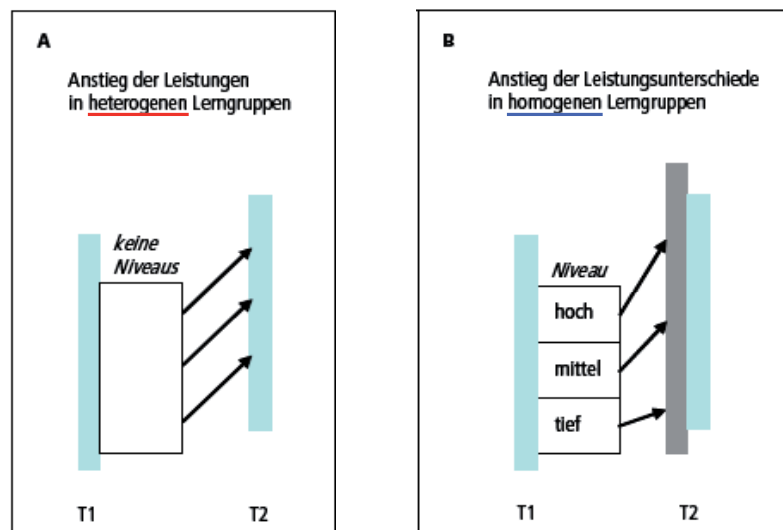 A
Anstieg der Leistungen
in heterogenen Lerngruppen
keine
Niveaus
T1
T2
B
Anstieg der Leistungsunterschiede
in homogenen Lerngruppen
Niveau
hoch
mittel
tief
T1
T2